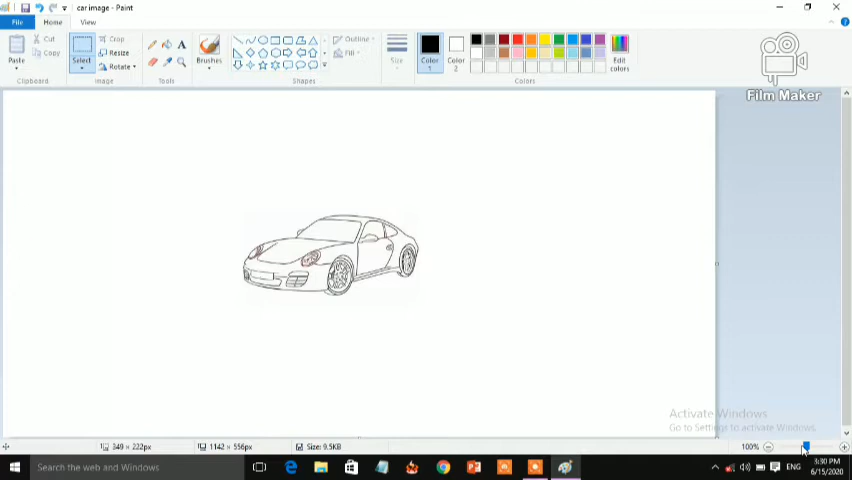 car image - Paint
File
Home
View
Paste
Cut
Copy
Clipboard
Select
Crop
Resize
Rotate
Image
A
Tools
Brushes
Outline
Fill
Shapes
Size
Color 1
Color 2
Edit colors
Colors
Film Maker
Activate Windows
Go to Settings to activate Windows.
349 × 222px
1142 × 556px
Size: 9.5KB
100%
Search the web and Windows
ENG
3:30 PM
6/15/2020